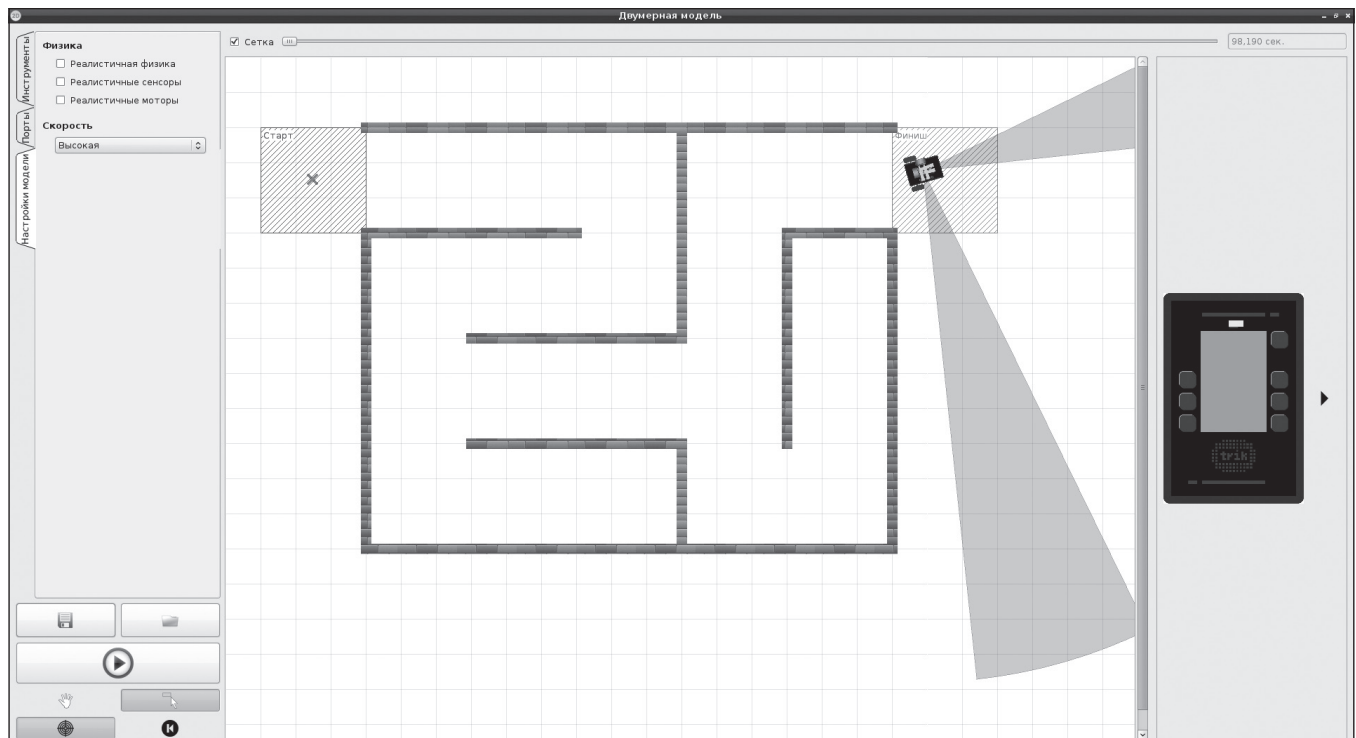 Двумерная модель
Инструменты
Порты
Настройки модели
Физика
Реалистичная физика
Реалистичные сенсоры
Реалистичные моторы
Скорость
Высокая
Сетка
98,190 сек.
Старт
Финиш
trik